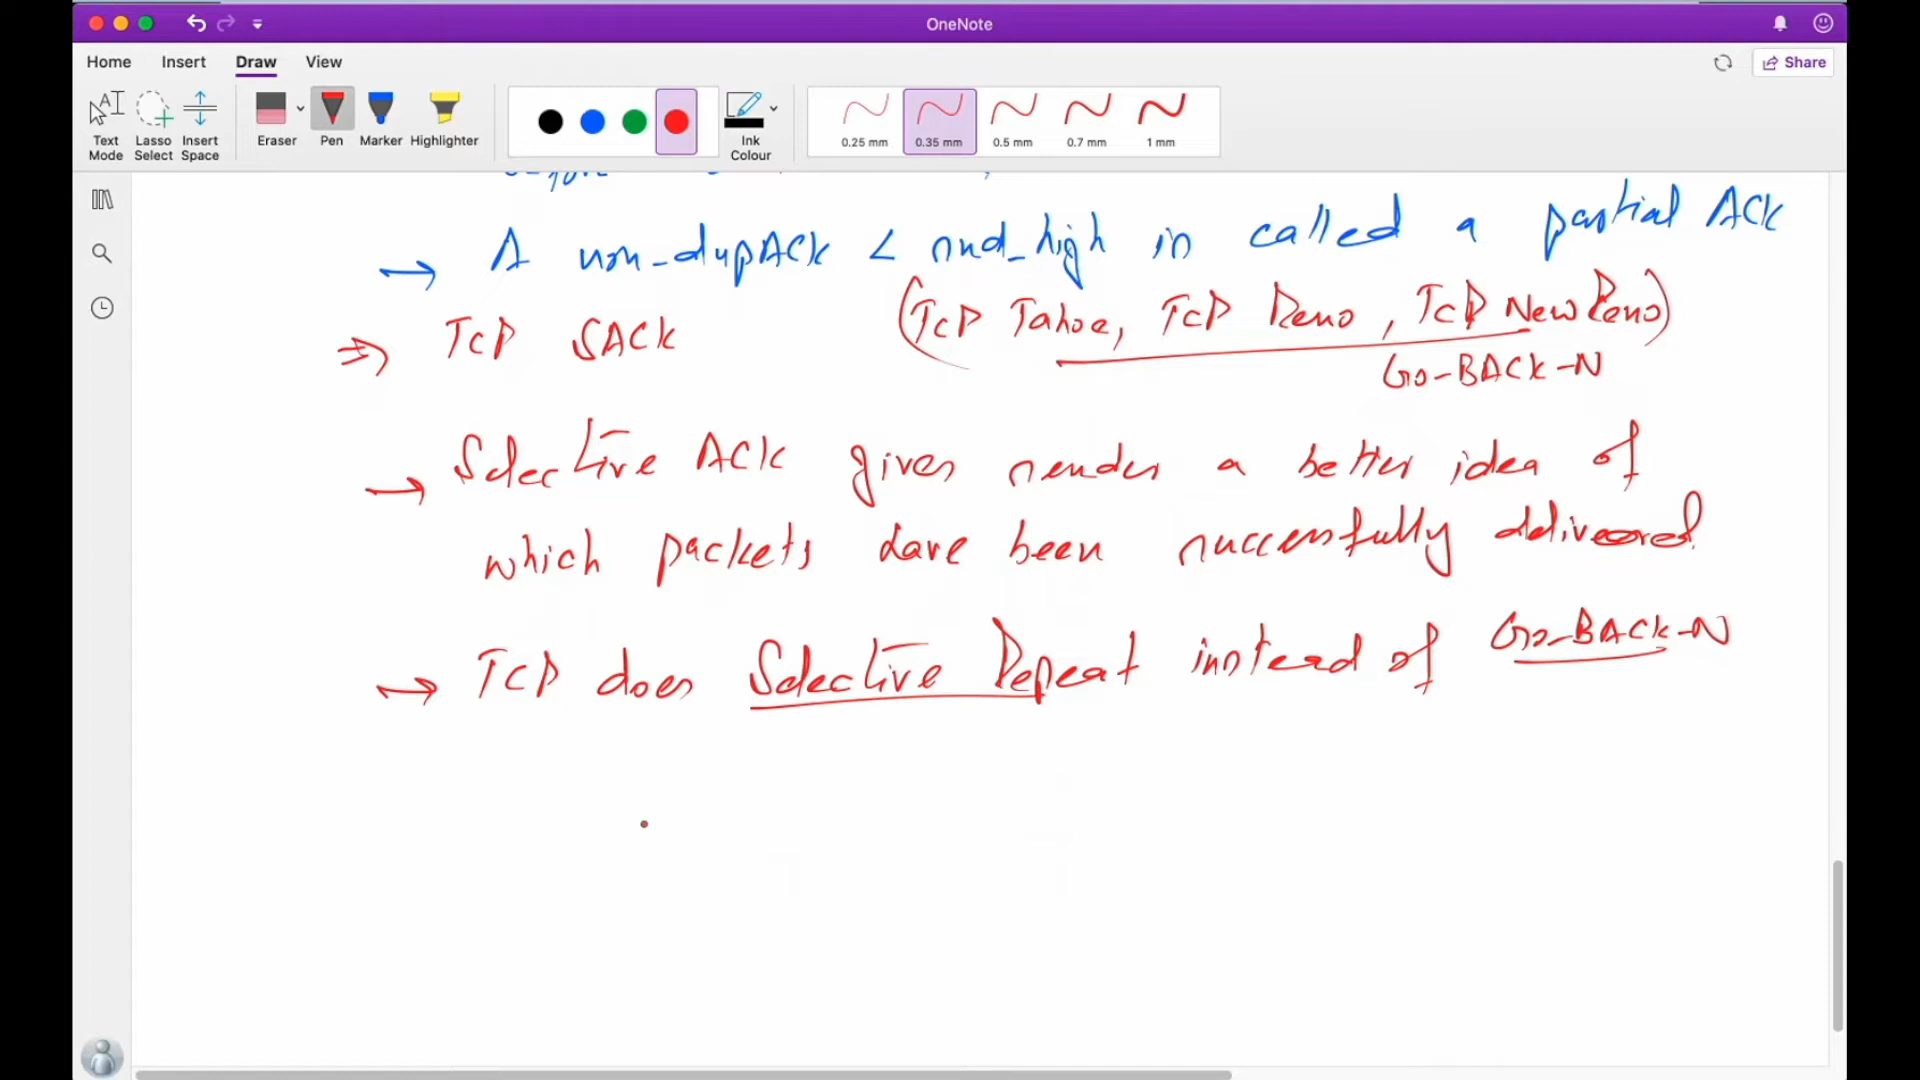 OneNote
Home Insert Draw View Share
Text Mode Lasso Select Insert Space Eraser Pen Marker Highlighter Ink Colour 0.25 mm 0.35 mm 0.5 mm 0.7 mm 1 mm
→ A non-dupACK < snd_high is called a partial ACK
⇒ TCP SACK (TCP Tahoe, TCP Reno, TCP NewReno)
Go-BACK-N
→ Selective ACK gives sender a better idea of
which packets have been successfully delivered.
→ TCP does Selective Repeat instead of Go-BACK-N